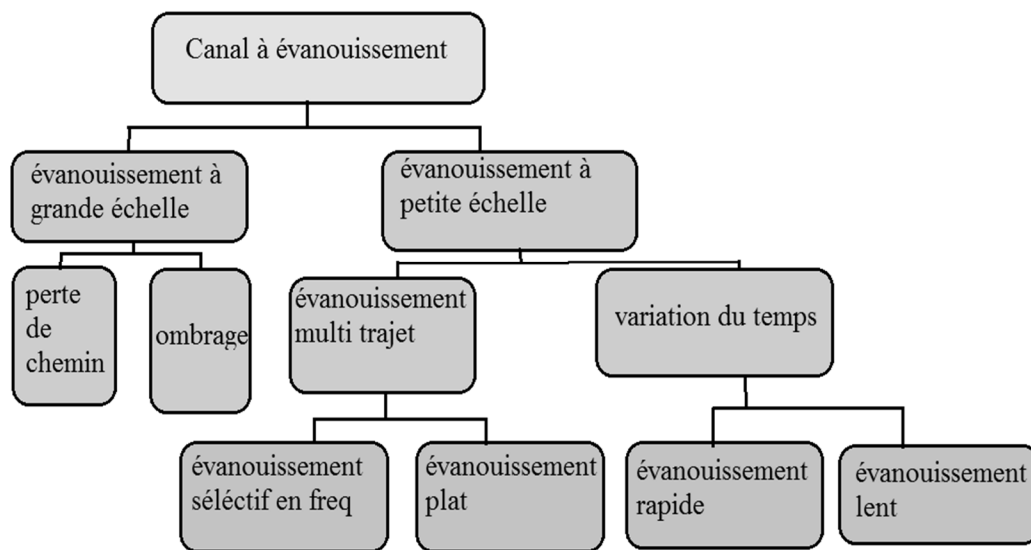 Canal à évanouissement
évanouissement à
grande échelle
évanouissement à
petite échelle
perte
de
chemin
ombrage
évanouissement
multi trajet
variation du temps
évanouissement
séléctif en freq
évanouissement
plat
évanouissement
rapide
évanouissement
lent